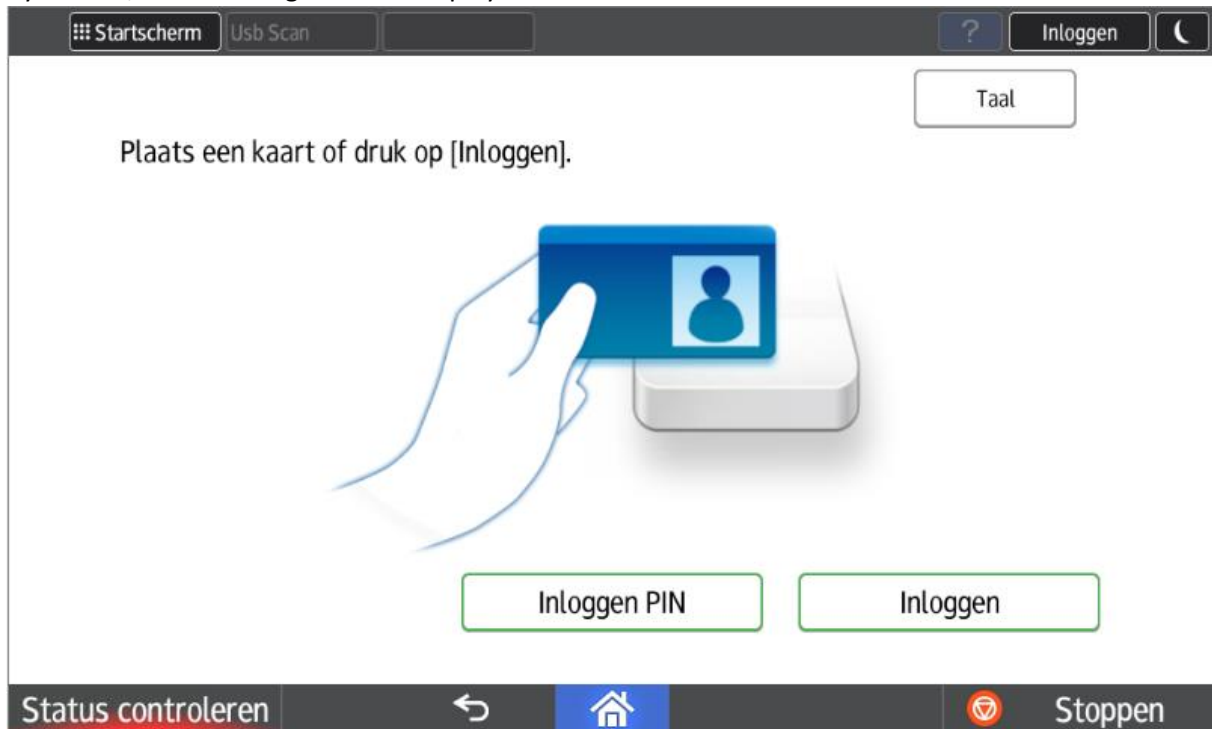 Startscherm Usb Scan ? Inloggen
Taal
Plaats een kaart of druk op [Inloggen].
Inloggen PIN Inloggen
Status controleren Stoppen